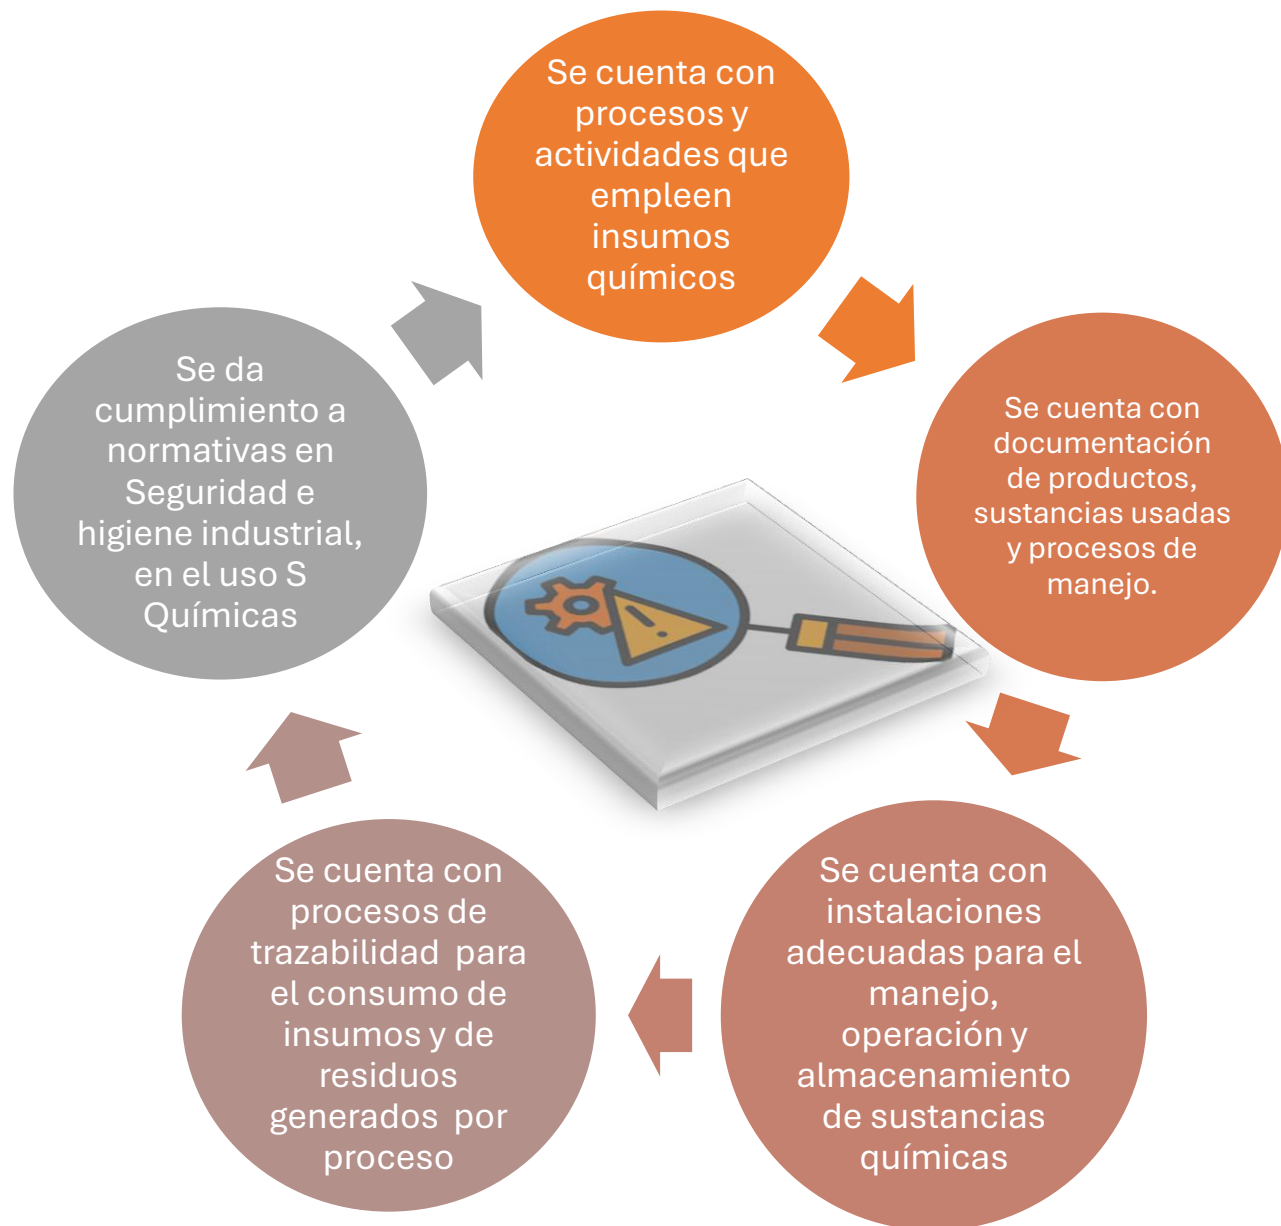 Se cuenta con
procesos y
actividades que
empleen
insumos
químicos
Se cuenta con
documentación
de productos,
sustancias usadas
y procesos de
manejo.
Se cuenta con
instalaciones
adecuadas para el
manejo,
operación y
almacenamiento
de sustancias
químicas
Se cuenta con
procesos de
trazabilidad para
el consumo de
insumos y de
residuos
generados por
proceso
Se da
cumplimiento a
normativas en
Seguridad e
higiene industrial,
en el uso S
Químicas